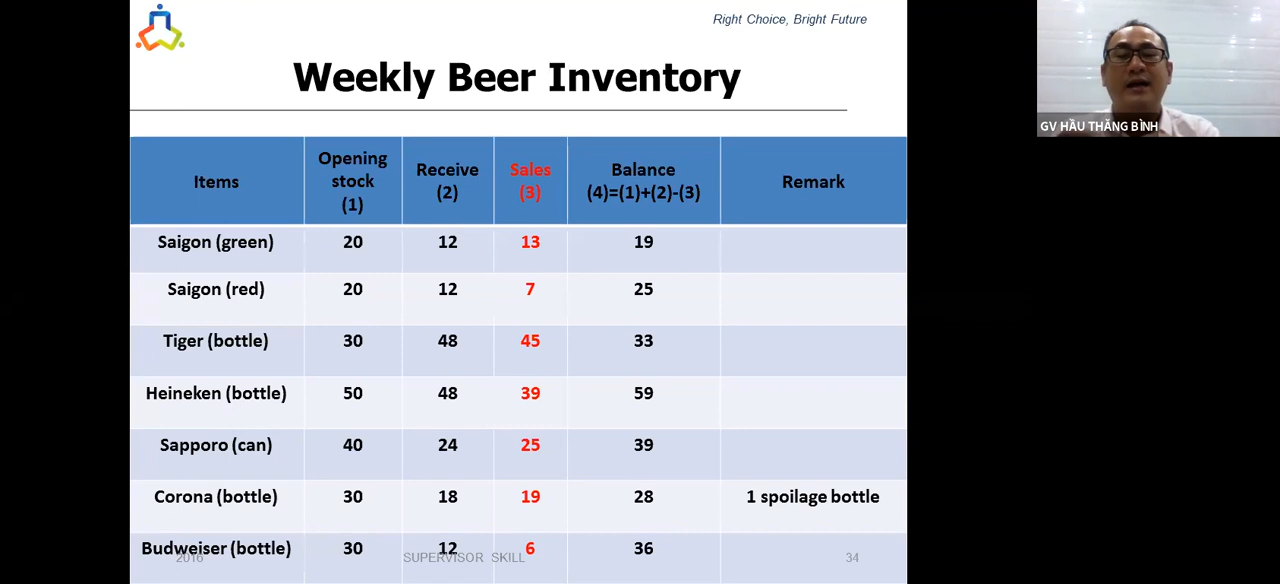 Right Choice, Bright Future
Weekly Beer Inventory
Items Opening stock (1) Receive (2) Sales (3) Balance (4)=(1)+(2)-(3) Remark
Saigon (green) 20 12 13 19
Saigon (red) 20 12 7 25
Tiger (bottle) 30 48 45 33
Heineken (bottle) 50 48 39 59
Sapporo (can) 40 24 25 39
Corona (bottle) 30 18 19 28 1 spoilage bottle
Budweiser (bottle) 30 12 6 36
2016 SUPERVISOR SKILL 34
GV HẦU THĂNG BÌNH